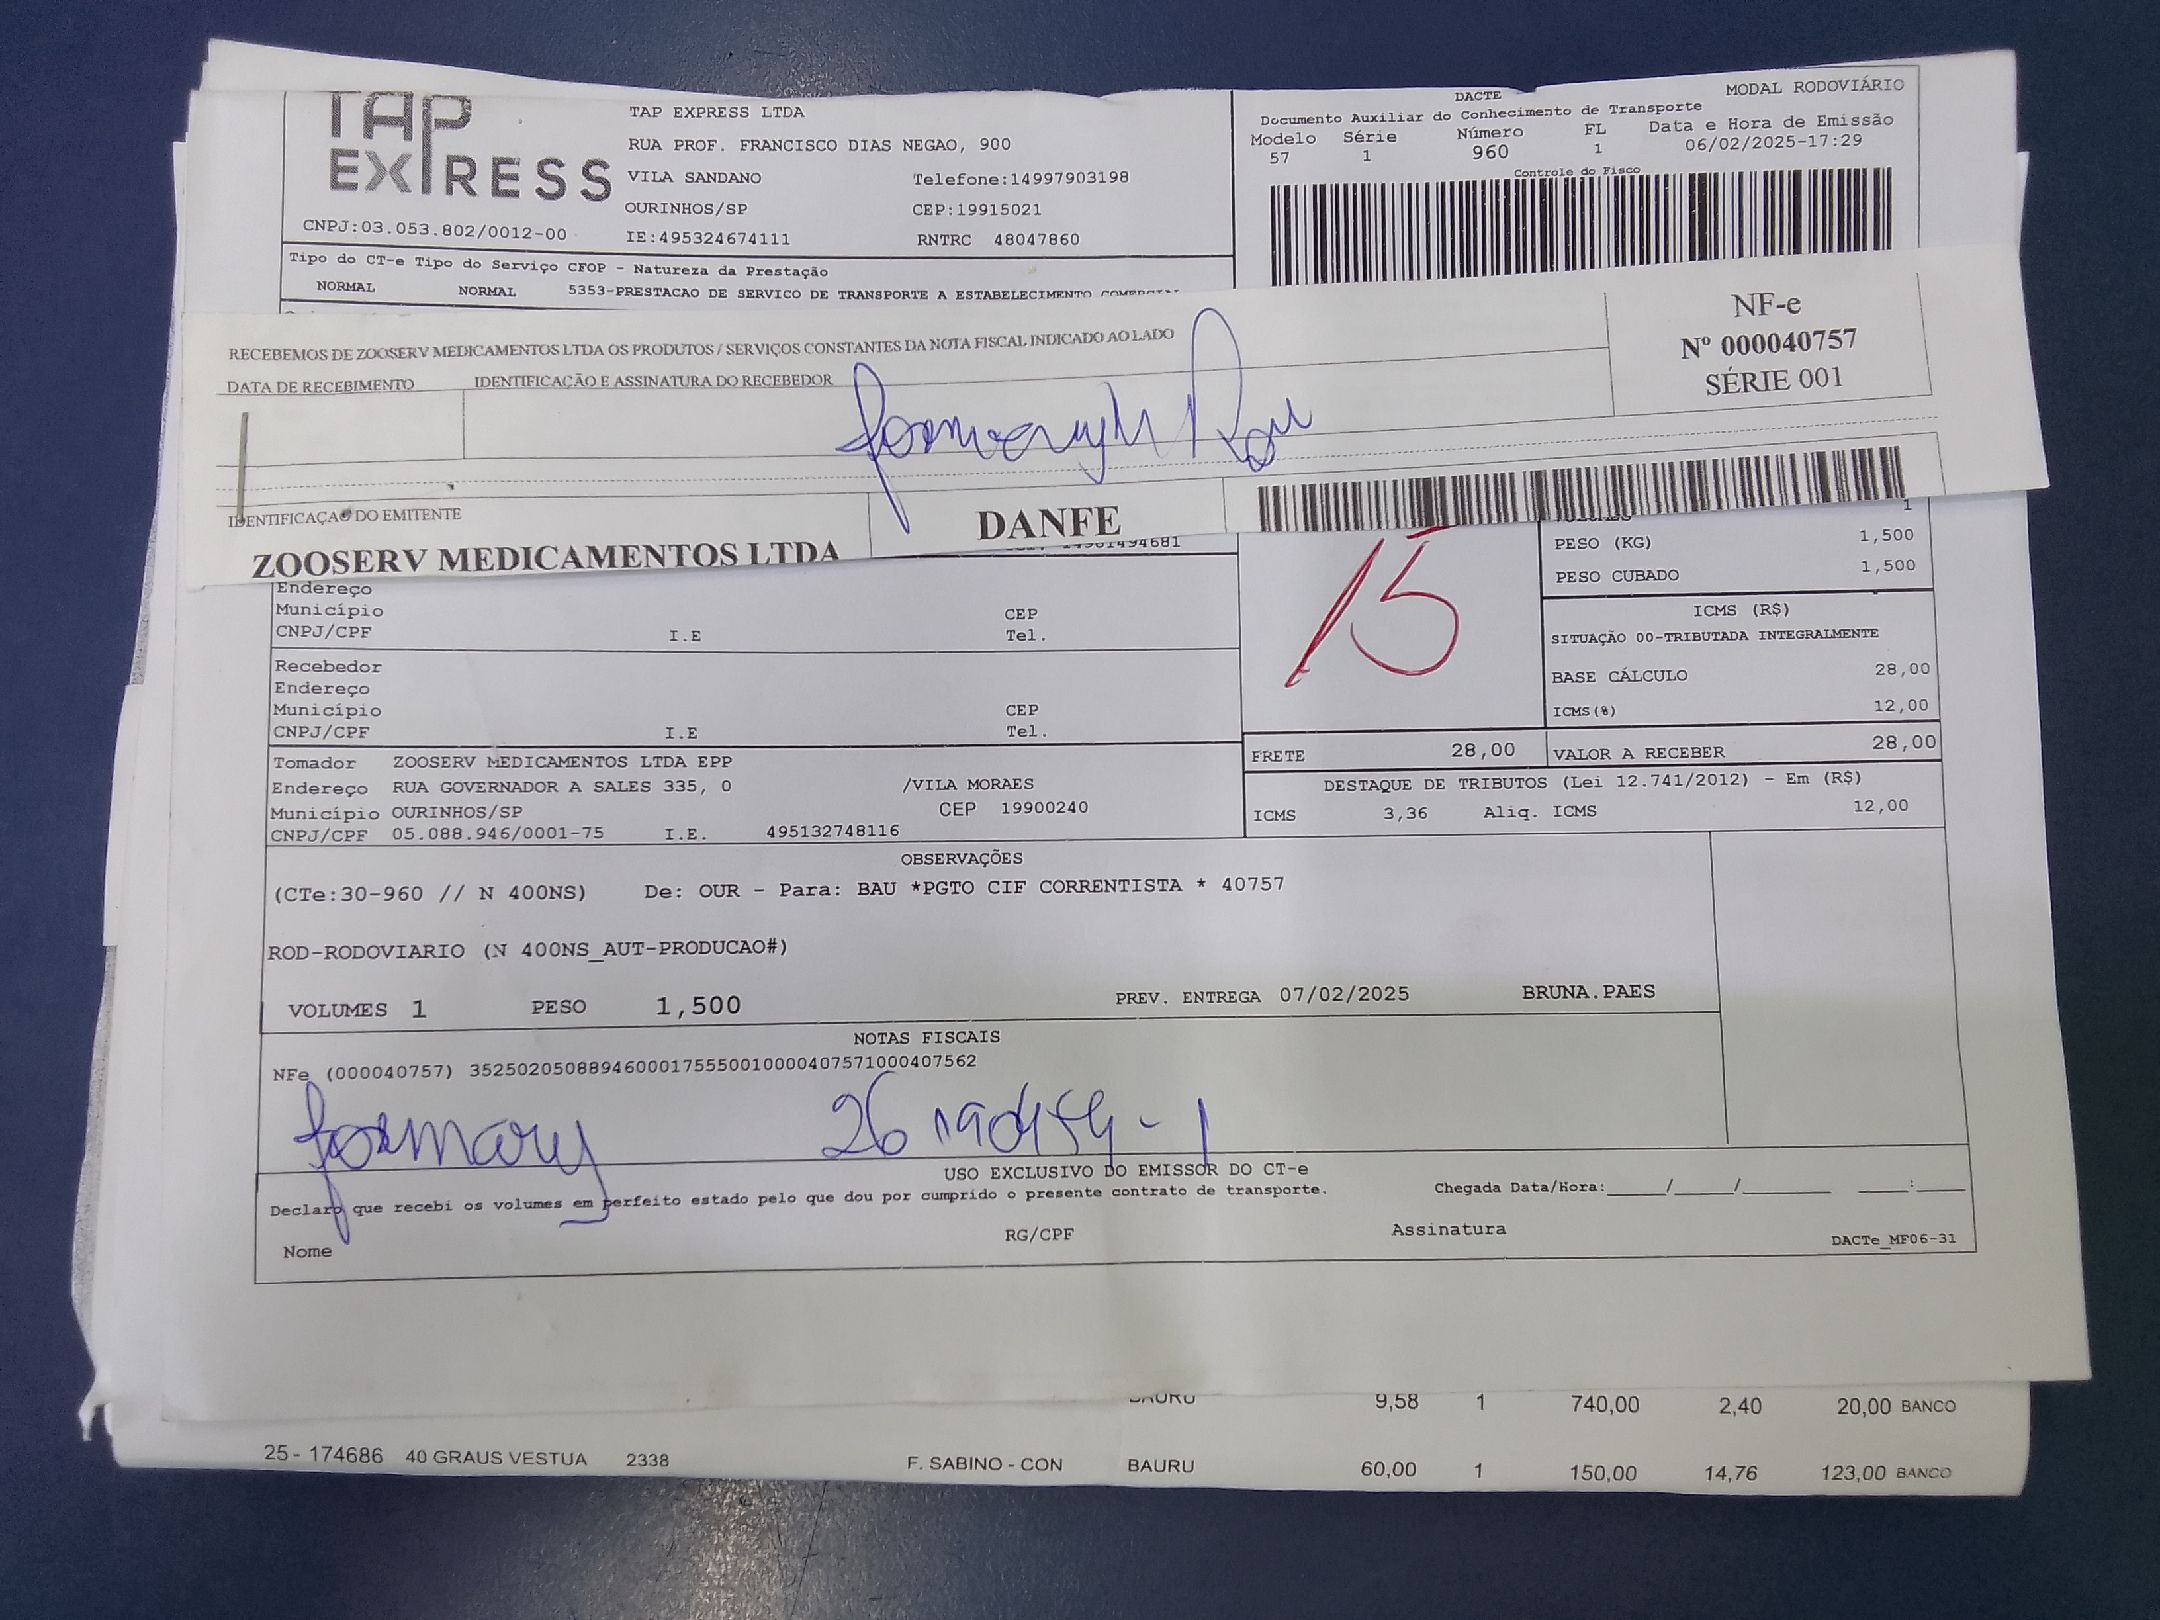 TAP EXPRESS
TAP EXPRESS LTDA
RUA PROF. FRANCISCO DIAS NEGAO, 900
VILA SANDANO Telefone:14997903198
OURINHOS/SP CEP:19915021
CNPJ:03.053.802/0012-00 IE:495324674111 RNTRC 48047860
DACTE MODAL RODOVIÁRIO
Documento Auxiliar do Conhecimento de Transporte
Modelo Série Número FL Data e Hora de Emissão
57 1 960 1 06/02/2025-17:29
Controle do Fisco
Tipo do CT-e Tipo do Serviço CFOP - Natureza da Prestação
NORMAL NORMAL 5353-PRESTACAO DE SERVICO DE TRANSPORTE A ESTABELECIMENTO COMERCIAL
RECEBEMOS DE ZOOSERV MEDICAMENTOS LTDA OS PRODUTOS / SERVIÇOS CONSTANTES DA NOTA FISCAL INDICADO AO LADO
DATA DE RECEBIMENTO IDENTIFICAÇÃO E ASSINATURA DO RECEBEDOR
NF-e
Nº 000040757
SÉRIE 001
IDENTIFICAÇAO DO EMITENTE
ZOOSERV MEDICAMENTOS LTDA DANFE
1
PESO (KG) 1,500
PESO CUBADO 1,500
15
Endereço
Município CEP
CNPJ/CPF I.E Tel.
Recebedor
Endereço
Município CEP
CNPJ/CPF I.E Tel.
ICMS (R$)
SITUAÇÃO 00-TRIBUTADA INTEGRALMENTE
BASE CÁLCULO 28,00
ICMS(%) 12,00
FRETE 28,00 VALOR A RECEBER 28,00
Tomador ZOOSERV MEDICAMENTOS LTDA EPP
Endereço RUA GOVERNADOR A SALES 335, 0 /VILA MORAES
Município OURINHOS/SP CEP 19900240
CNPJ/CPF 05.088.946/0001-75 I.E. 495132748116
DESTAQUE DE TRIBUTOS (Lei 12.741/2012) - Em (R$)
ICMS 3,36 Aliq. ICMS 12,00
OBSERVAÇÕES
(CTe:30-960 // N 400NS) De: OUR - Para: BAU *PGTO CIF CORRENTISTA * 40757
ROD-RODOVIARIO (N 400NS_AUT-PRODUCAO#)
VOLUMES 1 PESO 1,500 PREV. ENTREGA 07/02/2025 BRUNA.PAES
NOTAS FISCAIS
NFe (000040757) 35250205088946000175550010000407571000407562
Rosemary
USO EXCLUSIVO DO EMISSOR DO CT-e
Declaro que recebi os volumes em perfeito estado pelo que dou por cumprido o presente contrato de transporte. Chegada Data/Hora:_____/_____/________ _____:_____
Nome RG/CPF Assinatura
DACTe_MF06-31
BAURU 9,58 1 740,00 2,40 20,00 BANCO
25 - 174686 40 GRAUS VESTUA 2338 F. SABINO - CON BAURU 60,00 1 150,00 14,76 123,00 BANCO